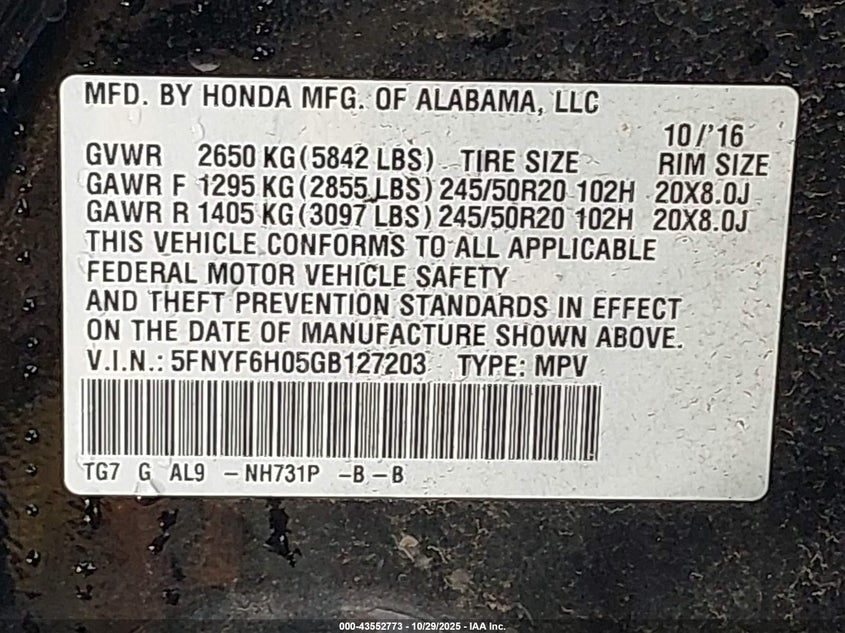 MFD. BY HONDA MFG. OF ALABAMA, LLC
10/'16
GVWR 2650 KG (5842 LBS) TIRE SIZE RIM SIZE
GAWR F 1295 KG (2855 LBS) 245/50R20 102H 20X8.0J
GAWR R 1405 KG (3097 LBS) 245/50R20 102H 20X8.0J
THIS VEHICLE CONFORMS TO ALL APPLICABLE
FEDERAL MOTOR VEHICLE SAFETY
AND THEFT PREVENTION STANDARDS IN EFFECT
ON THE DATE OF MANUFACTURE SHOWN ABOVE.
V.I.N.: 5FNYF6H05GB127203 TYPE: MPV
TG7 G AL9 – NH731P –B – B
000-43552773 - 10/29/2025 - IAA Inc.